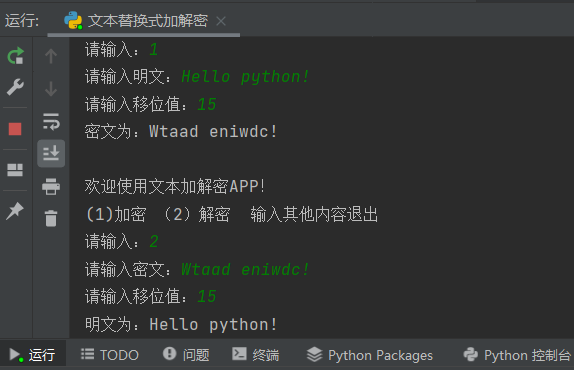 运行: 文本替换式加解密 ×
请输入：1
请输入明文：Hello python!
请输入移位值：15
密文为：Wtaad eniwdc!
欢迎使用文本加解密APP!
(1)加密 （2）解密  输入其他内容退出
请输入：2
请输入密文：Wtaad eniwdc!
请输入移位值：15
明文为：Hello python!
运行 TODO 问题 终端 Python Packages Python 控制台